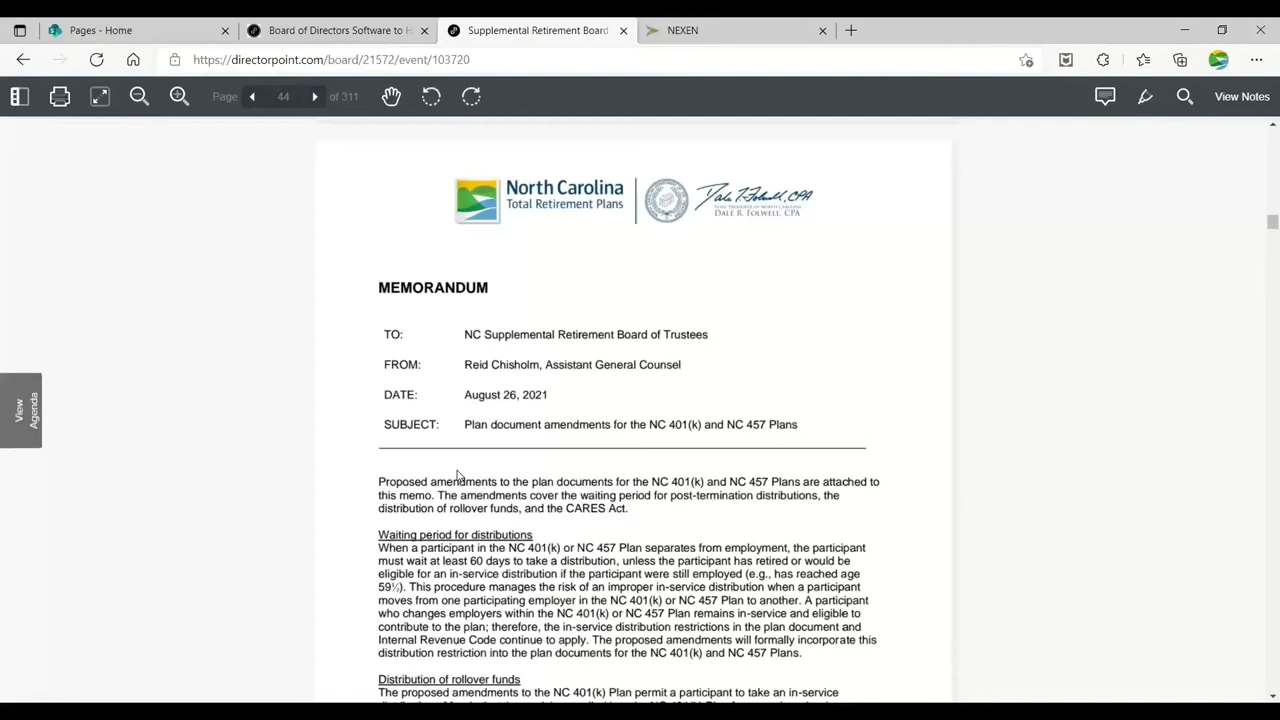 Pages - Home
Board of Directors Software to H
Supplemental Retirement Board
NEXEN
https://directorpoint.com/board/21572/event/103720
Page 44 of 311
View Notes
View Agenda
North Carolina
Total Retirement Plans
Dale R. Folwell, CPA
STATE TREASURER OF NORTH CAROLINA
DALE R. FOLWELL, CPA
MEMORANDUM
TO: NC Supplemental Retirement Board of Trustees
FROM: Reid Chisholm, Assistant General Counsel
DATE: August 26, 2021
SUBJECT: Plan document amendments for the NC 401(k) and NC 457 Plans
Proposed amendments to the plan documents for the NC 401(k) and NC 457 Plans are attached to
this memo. The amendments cover the waiting period for post-termination distributions, the
distribution of rollover funds, and the CARES Act.
Waiting period for distributions
When a participant in the NC 401(k) or NC 457 Plan separates from employment, the participant
must wait at least 60 days to take a distribution, unless the participant has retired or would be
eligible for an in-service distribution if the participant were still employed (e.g., has reached age
59½). This procedure manages the risk of an improper in-service distribution when a participant
moves from one participating employer in the NC 401(k) or NC 457 Plan to another. A participant
who changes employers within the NC 401(k) or NC 457 Plan remains in-service and eligible to
contribute to the plan; therefore, the in-service distribution restrictions in the plan document and
Internal Revenue Code continue to apply. The proposed amendments will formally incorporate this
distribution restriction into the plan documents for the NC 401(k) and NC 457 Plans.
Distribution of rollover funds
The proposed amendments to the NC 401(k) Plan permit a participant to take an in-service